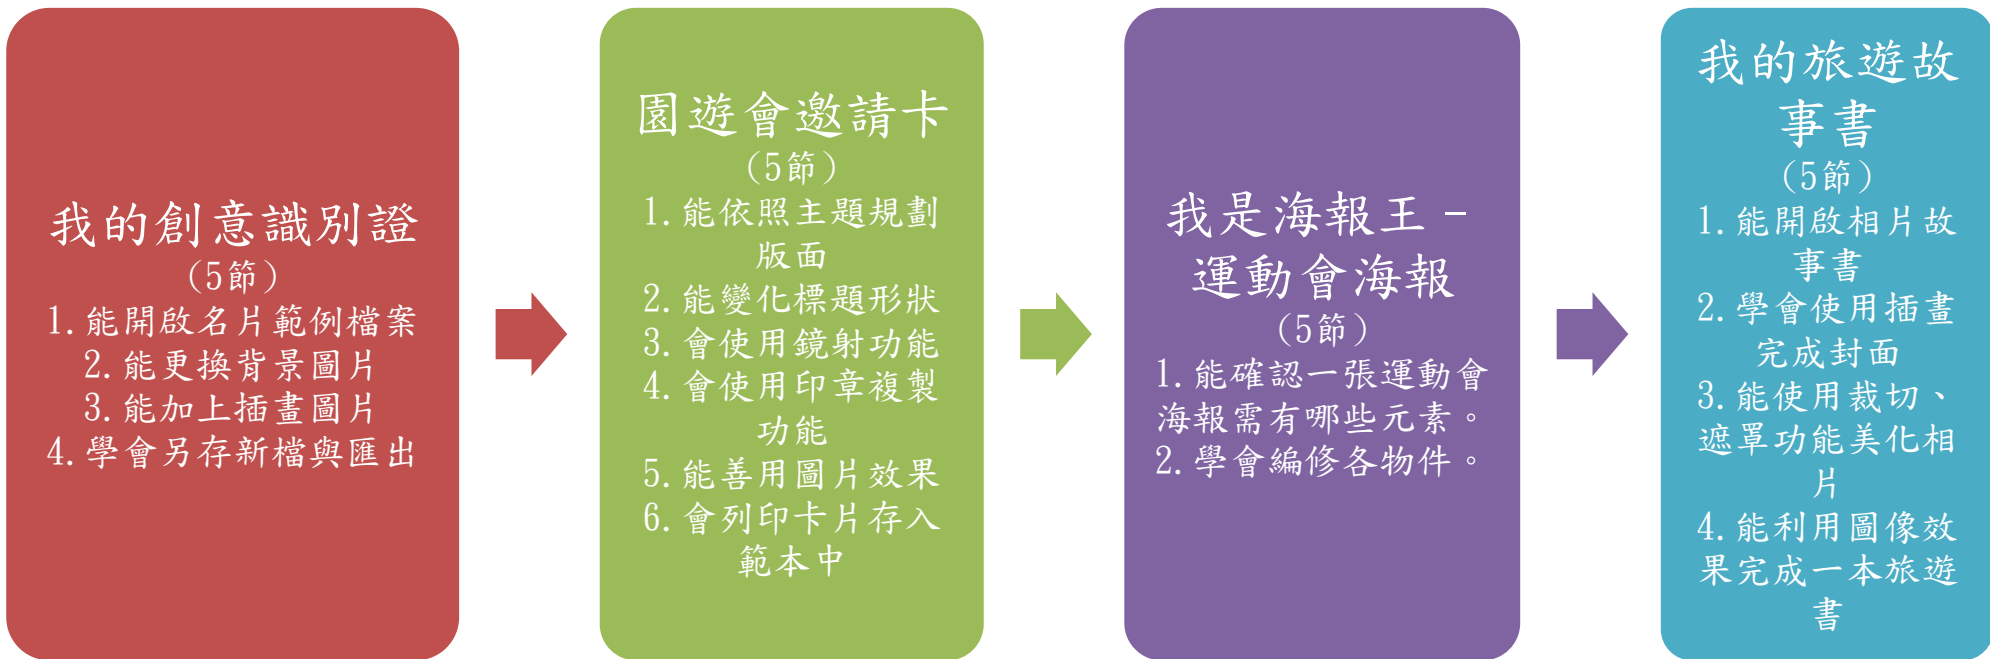 我的創意識別證
（5節）
1.能開啟名片範例檔案
2.能更換背景圖片
3.能加上插畫圖片
4.學會另存新檔與匯出
園遊會邀請卡
（5節）
1.能依照主題規劃
版面
2.能變化標題形狀
3.會使用鏡射功能
4.會使用印章複製
功能
5.能善用圖片效果
6.會列印卡片存入
範本中
我是海報王–
運動會海報
（5節）
1.能確認一張運動會
海報需有哪些元素。
2.學會編修各物件。
我的旅遊故
事書
（5節）
1.能開啟相片故
事書
2.學會使用插畫
完成封面
3.能使用裁切、
遮罩功能美化相
片
4.能利用圖像效
果完成一本旅遊
書